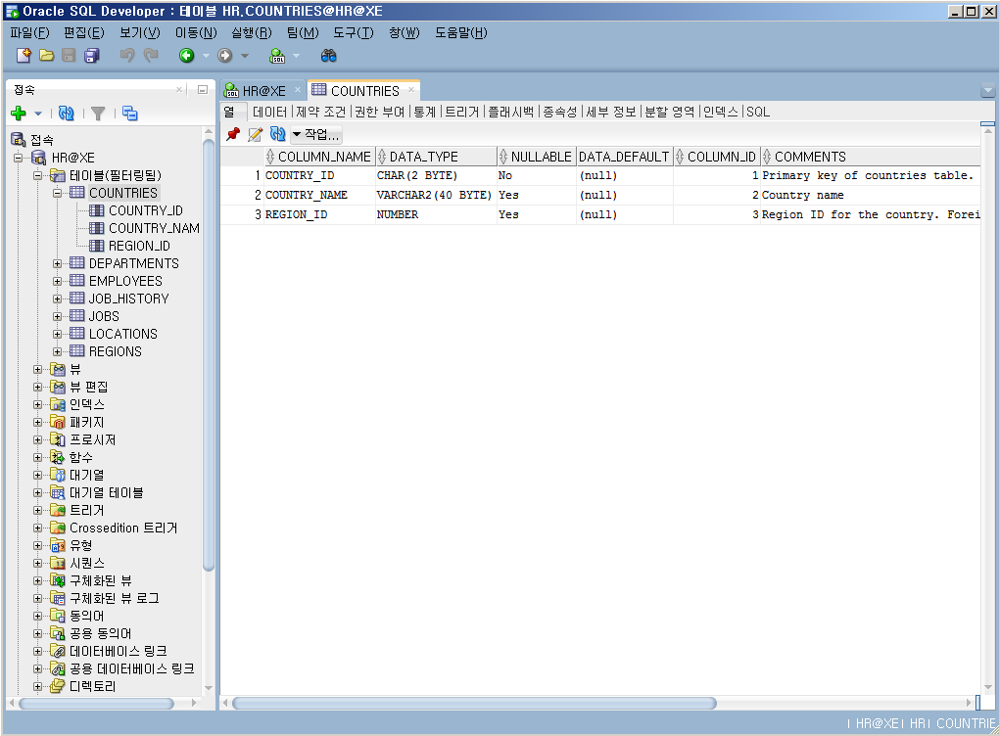 Oracle SQL Developer : 테이블 HR.COUNTRIES@HR@XE
파일(F) 편집(E) 보기(V) 이동(N) 실행(R) 팀(M) 도구(T) 창(W) 도움말(H)
접속
HR@XE
COUNTRIES
열 데이터 제약 조건 권한 부여 통계 트리거 플래시백 종속성 세부 정보 분할 영역 인덱스 SQL
작업...
COLUMN_NAME DATA_TYPE NULLABLE DATA_DEFAULT COLUMN_ID COMMENTS
1 COUNTRY_ID CHAR(2 BYTE) No (null) 1 Primary key of countries table.
2 COUNTRY_NAME VARCHAR2(40 BYTE) Yes (null) 2 Country name
3 REGION_ID NUMBER Yes (null) 3 Region ID for the country. Forei
접속
HR@XE
테이블(필터링됨)
COUNTRIES
COUNTRY_ID
COUNTRY_NAM
REGION_ID
DEPARTMENTS
EMPLOYEES
JOB_HISTORY
JOBS
LOCATIONS
REGIONS
뷰
뷰 편집
인덱스
패키지
프로시저
함수
대기열
대기열 테이블
트리거
Crossedition 트리거
유형
시퀀스
구체화된 뷰
구체화된 뷰 로그
동의어
공용 동의어
데이터베이스 링크
공용 데이터베이스 링크
디렉토리
| HR@XE| HR| COUNTRIE